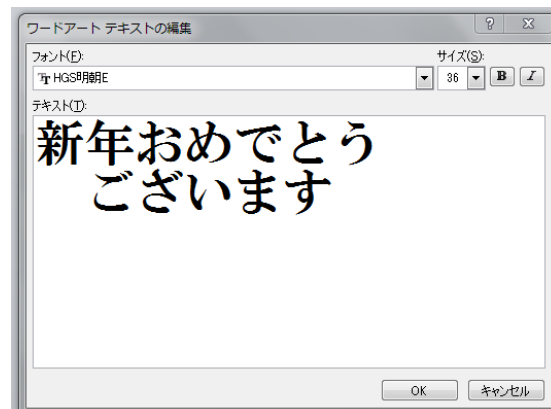 ワードアート テキストの編集
フォント(F): サイズ(S):
HGS明朝E 36 B I
テキスト(T):
新年おめでとう
ございます
OK キャンセル